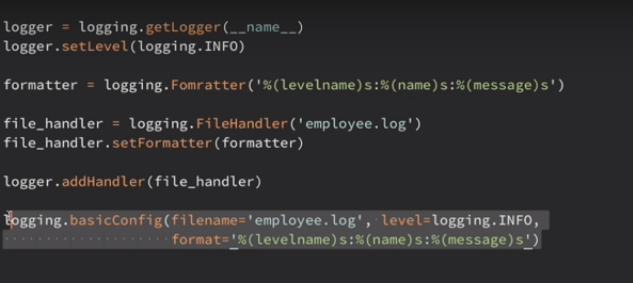 logger = logging.getLogger(__name__)
logger.setLevel(logging.INFO)
formatter = logging.Fomratter('%(levelname)s:%(name)s:%(message)s')
file_handler = logging.FileHandler('employee.log')
file_handler.setFormatter(formatter)
logger.addHandler(file_handler)
logging.basicConfig(filename='employee.log', level=logging.INFO,
format='%(levelname)s:%(name)s:%(message)s')